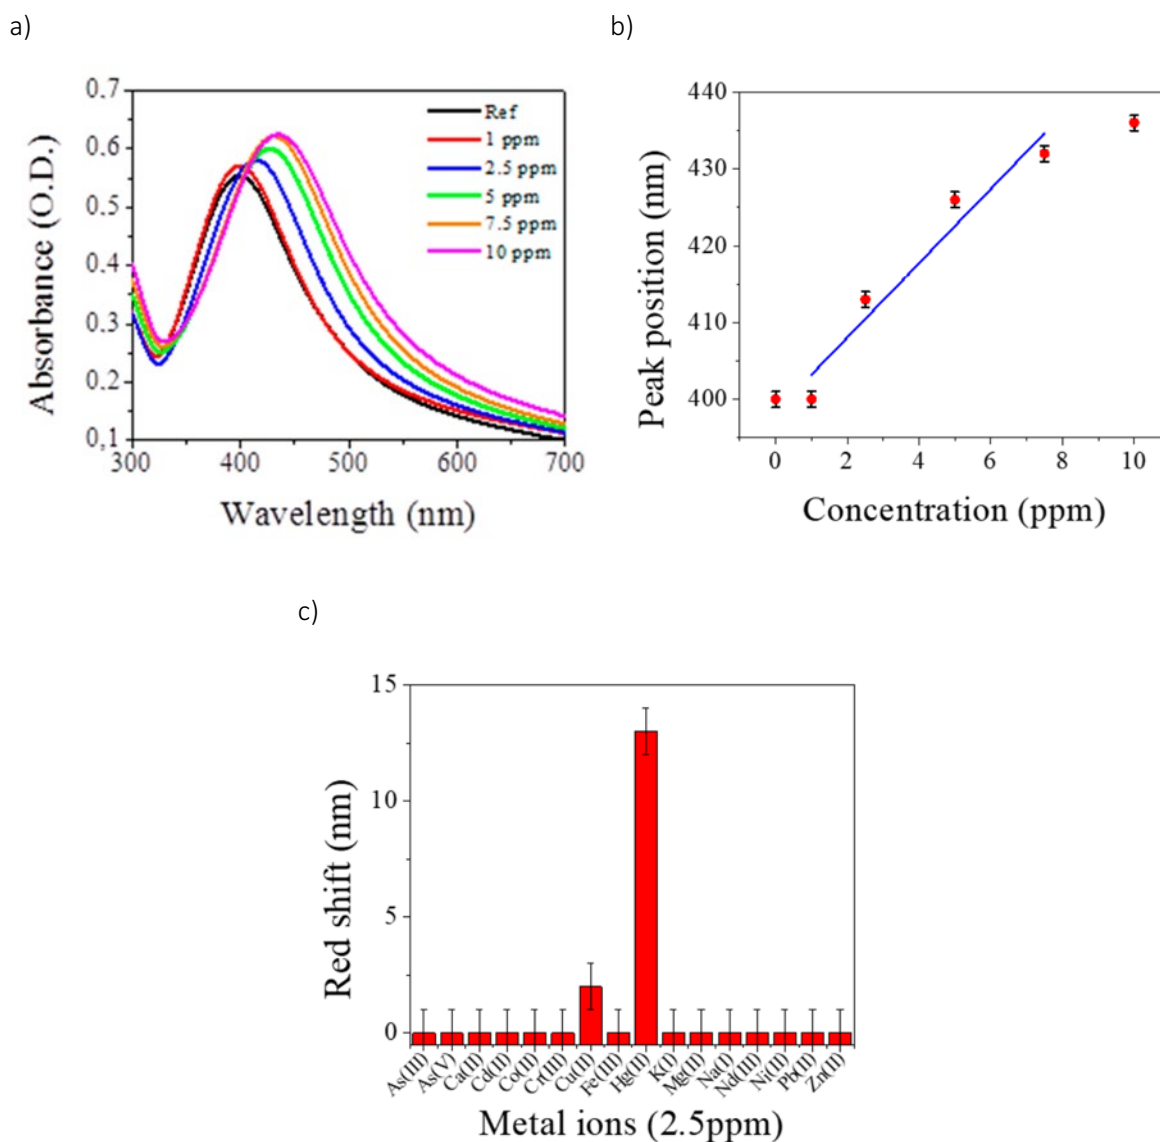 a)
b)
0.7
0.6
0.5
0.4
0.3
0.2
0.1
300
400
500
600
700
Absorbance (O.D.)
Wavelength (nm)
Ref
1 ppm
2.5 ppm
5 ppm
7.5 ppm
10 ppm
440
430
420
410
400
0
2
4
6
8
10
Peak position (nm)
Concentration (ppm)
c)
15
10
5
0
Red shift (nm)
As(III)
As(V)
Ca(II)
Cd(II)
Co(II)
Cr(III)
Cu(II)
Fe(III)
Hg(II)
K(I)
Mg(II)
Na(I)
Nd(III)
Ni(II)
Pb(II)
Zn(II)
Metal ions (2.5ppm)